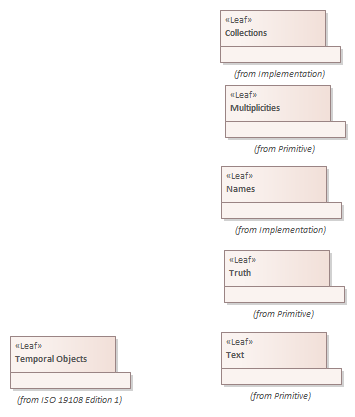 «Leaf»
Collections
(from Implementation)
«Leaf»
Multiplicities
(from Primitive)
«Leaf»
Names
(from Implementation)
«Leaf»
Truth
(from Primitive)
«Leaf»
Temporal Objects
(from ISO 19108 Edition 1)
«Leaf»
Text
(from Primitive)